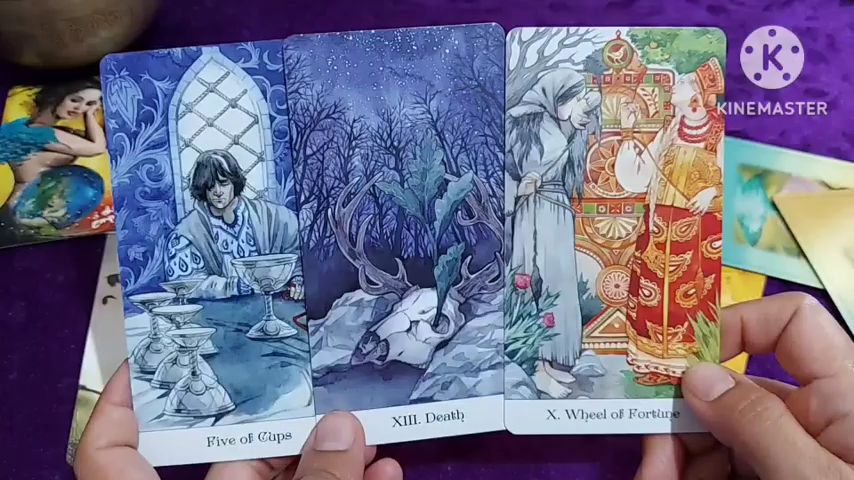 K
KINEMASTER
Five of Cups
XIII. Death
X. Wheel of Fortune